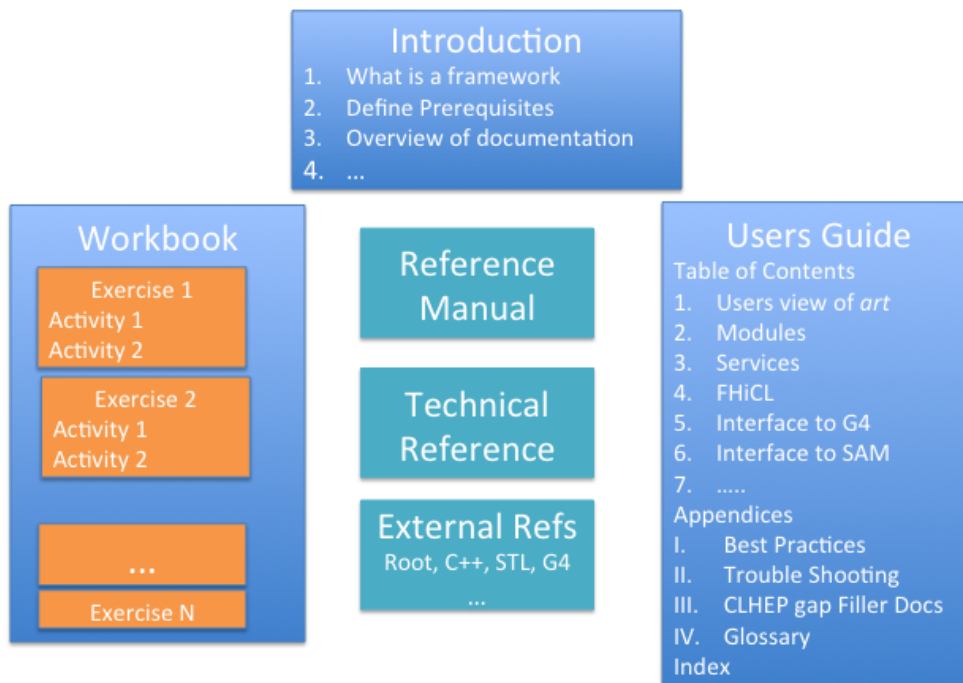 Introduction
1. What is a framework
2. Define Prerequisites
3. Overview of documentation
4. ...
Workbook
Exercise 1
Activity 1
Activity 2
Exercise 2
Activity 1
Activity 2
...
Exercise N
Reference
Manual
Technical
Reference
External Refs
Root, C++, STL, G4
...
Users Guide
Table of Contents
1. Users view of art
2. Modules
3. Services
4. FHiCL
5. Interface to G4
6. Interface to SAM
7. .....
Appendices
I. Best Practices
II. Trouble Shooting
III. CLHEP gap Filler Docs
IV. Glossary
Index